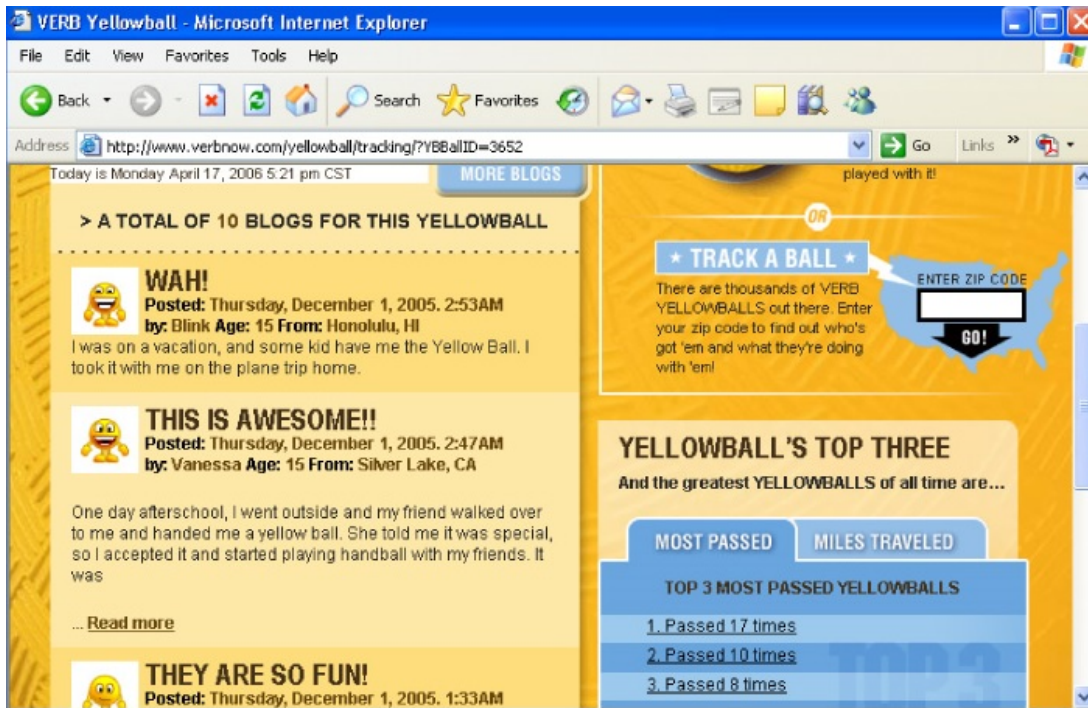 VERB Yellowball - Microsoft Internet Explorer
File Edit View Favorites Tools Help
Back Search Favorites
Address http://www.verbnow.com/yellowball/tracking/?YBBallID=3652 Go Links »
Today is Monday April 17, 2006 5:21 pm CST
MORE BLOGS
> A TOTAL OF 10 BLOGS FOR THIS YELLOWBALL
WAH!
Posted: Thursday, December 1, 2005. 2:53AM
by: Blink Age: 15 From: Honolulu, HI
I was on a vacation, and some kid have me the Yellow Ball. I
took it with me on the plane trip home.
THIS IS AWESOME!!
Posted: Thursday, December 1, 2005. 2:47AM
by: Vanessa Age: 15 From: Silver Lake, CA
One day afterschool, I went outside and my friend walked over
to me and handed me a yellow ball. She told me it was special,
so I accepted it and started playing handball with my friends. It
was
... Read more
THEY ARE SO FUN!
Posted: Thursday, December 1, 2005. 1:33AM
played with it!
OR
TRACK A BALL
There are thousands of VERB
YELLOWBALLS out there. Enter
your zip code to find out who's
got 'em and what they're doing
with 'em!
ENTER ZIP CODE
GO!
YELLOWBALL'S TOP THREE
And the greatest YELLOWBALLS of all time are...
MOST PASSED MILES TRAVELED
TOP 3 MOST PASSED YELLOWBALLS
1. Passed 17 times
2. Passed 10 times
3. Passed 8 times
TOP 3